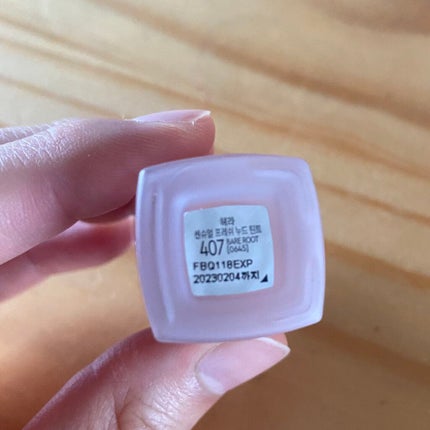 헤라
센슈얼 프레쉬 누드 틴트
407 BARE ROOT
[0645]
FBQ118EXP
20230204까지